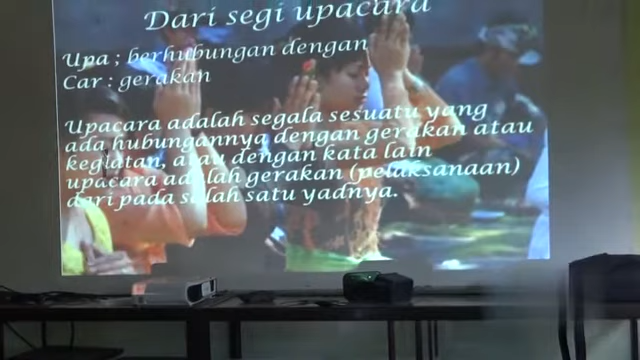 Dari segi upacara
Upa ; berhubungan dengan
Car : gerakan
Upacara adalah segala sesuatu yang
ada hubungannya dengan gerakan atau
kegiatan, atau dengan kata lain
upacara adalah gerakan (pelaksanaan)
dari pada salah satu yadnya.